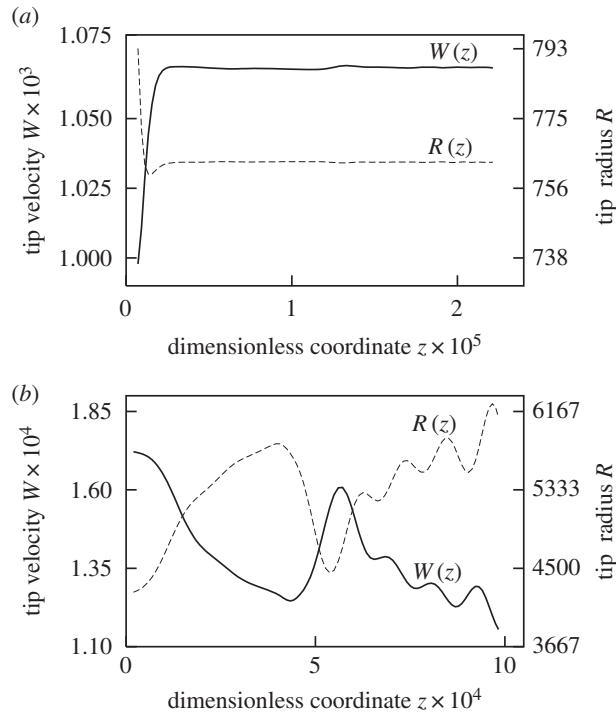 (a)
1.075
1.050
1.025
1.000
tip velocity W × 10³
793
775
756
738
tip radius R
W (z)
R (z)
0
1
2
dimensionless coordinate z × 10⁵
(b)
1.85
1.60
1.35
1.10
tip velocity W × 10⁴
6167
5333
4500
3667
tip radius R
R (z)
W (z)
0
5
10
dimensionless coordinate z × 10⁴